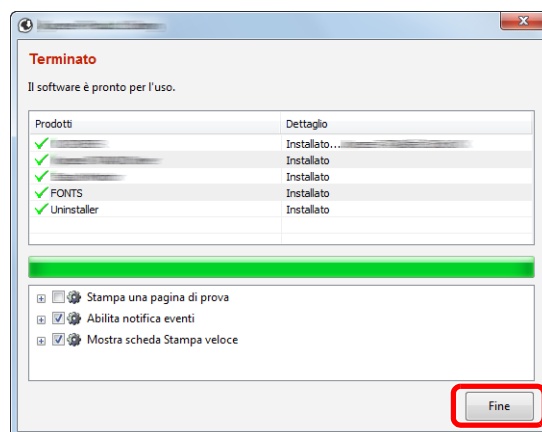 Terminato
Il software è pronto per l'uso.
Prodotti Dettaglio
Installato...
Installato
Installato
FONTS Installato
Uninstaller Installato
Stampa una pagina di prova
Abilita notifica eventi
Mostra scheda Stampa veloce
Fine